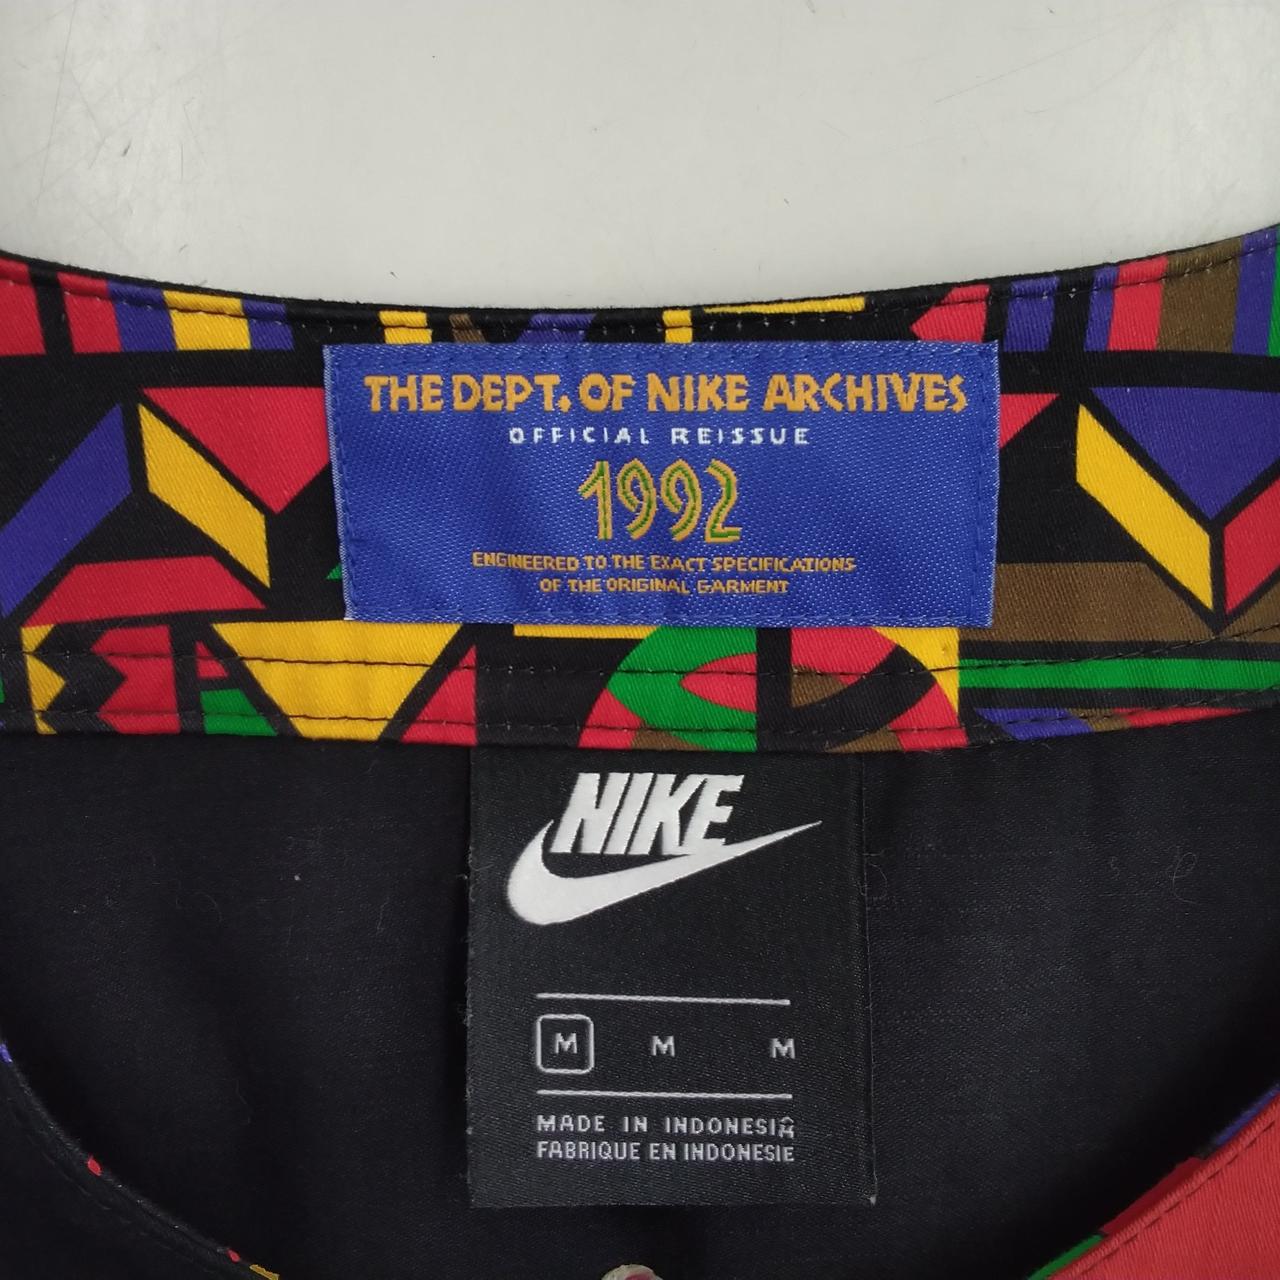 THE DEPT. OF NIKE ARCHIVES
OFFICIAL REISSUE
1992
ENGINEERED TO THE EXACT SPECIFICATIONS
OF THE ORIGINAL GARMENT
NIKE
M M M
MADE IN INDONESIA
FABRIQUE EN INDONESIE